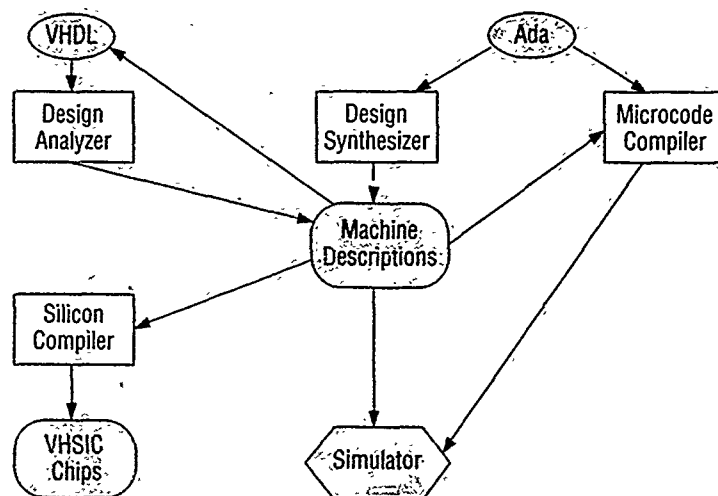 VHDL
Ada
Design
Analyzer
Design
Synthesizer
Microcode
Compiler
Machine
Descriptions
Silicon
Compiler
VHSIC
Chips
Simulator